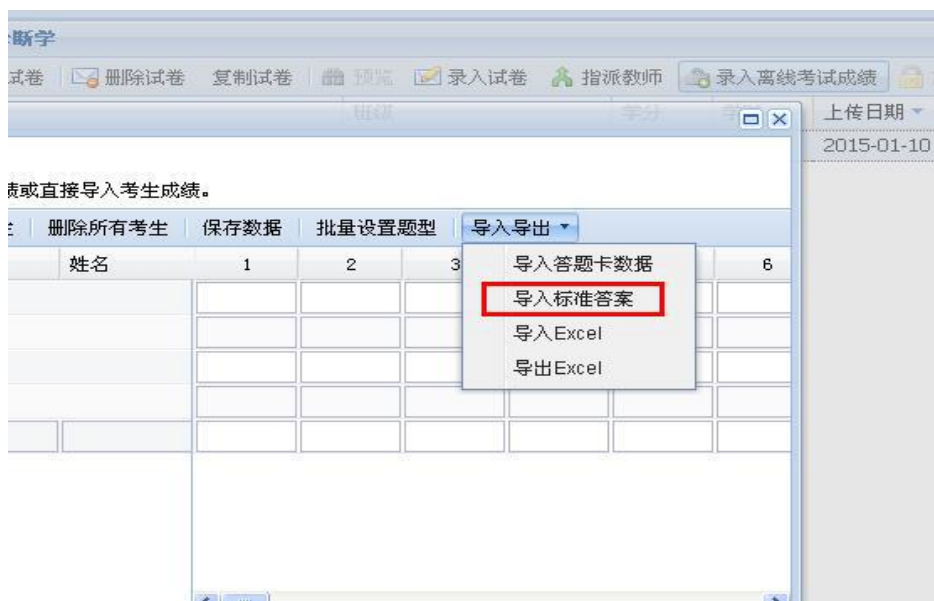 断学
试卷 删除试卷 复制试卷 预览 录入试卷 指派教师 录入离线考试成绩
班级 学分 上传日期
2015-01-10
绩或直接导入考生成绩。
删除所有考生 保存数据 批量设置题型 导入导出
姓名 1 2 3 6
导入答题卡数据
导入标准答案
导入Excel
导出Excel